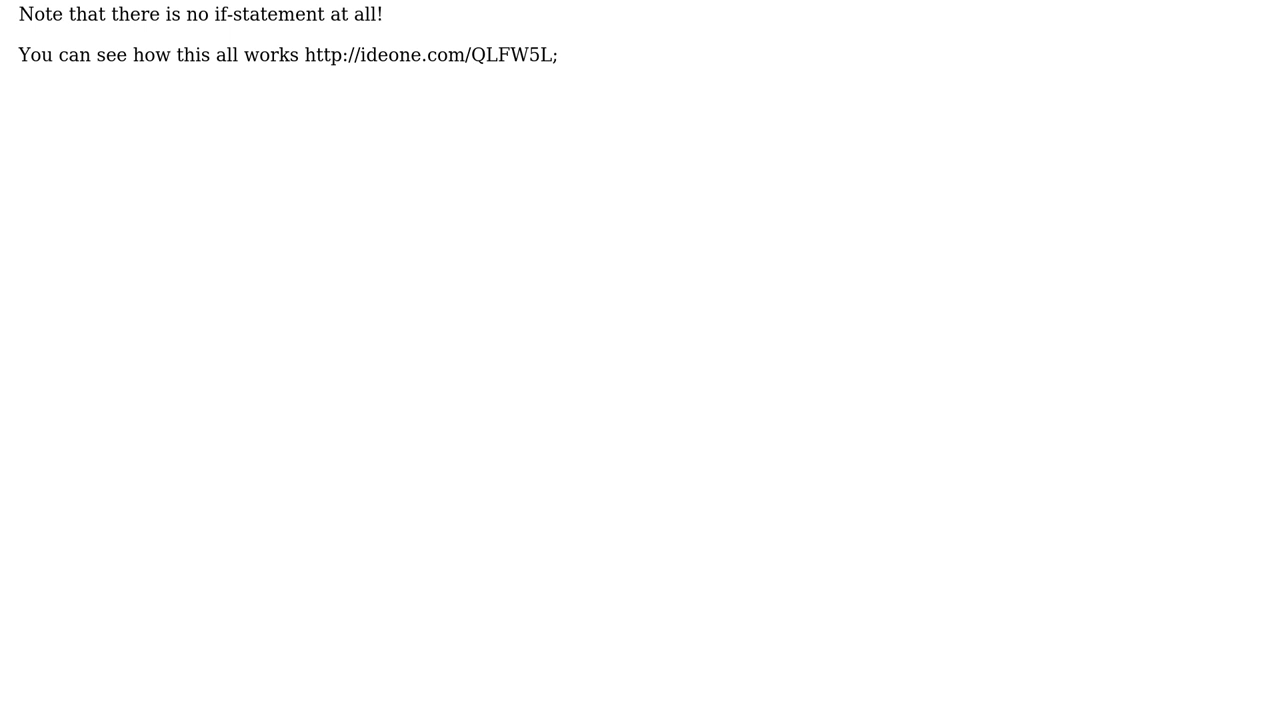 Note that there is no if-statement at all!
You can see how this all works http://ideone.com/QLFW5L;